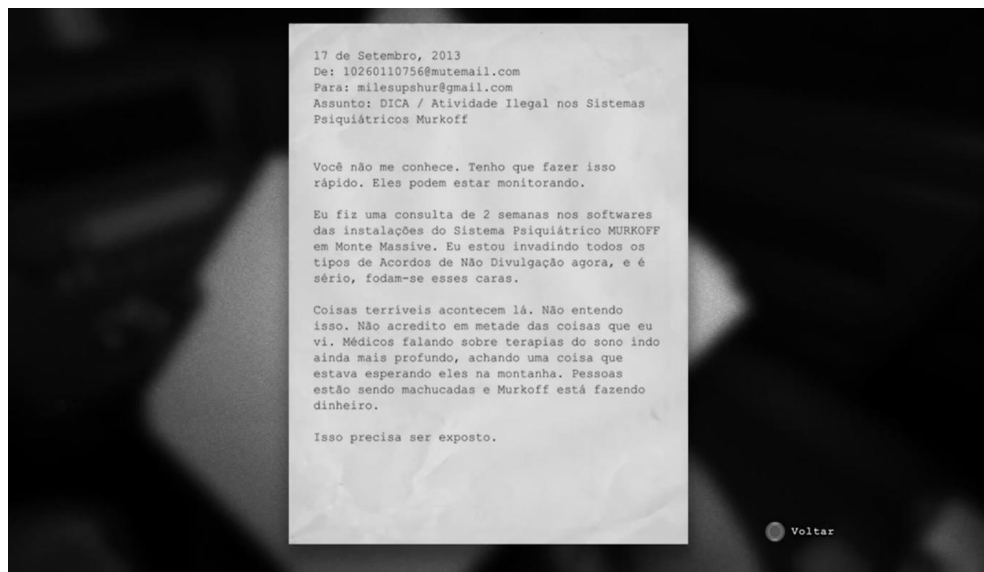 17 de Setembro, 2013
De: 10260110756@mutemail.com
Para: milesupshur@gmail.com
Assunto: DICA / Atividade Ilegal nos Sistemas
Psiquiátricos Murkoff
Você não me conhece. Tenho que fazer isso
rápido. Eles podem estar monitorando.
Eu fiz uma consulta de 2 semanas nos softwares
das instalações do Sistema Psiquiátrico MURKOFF
em Monte Massive. Eu estou invadindo todos os
tipos de Acordos de Não Divulgação agora, e é
sério, fodam-se esses caras.
Coisas terríveis acontecem lá. Não entendo
isso. Não acredito em metade das coisas que eu
vi. Médicos falando sobre terapias do sono indo
ainda mais profundo, achando uma coisa que
estava esperando eles na montanha. Pessoas
estão sendo machucadas e Murkoff está fazendo
dinheiro.
Isso precisa ser exposto.
Voltar